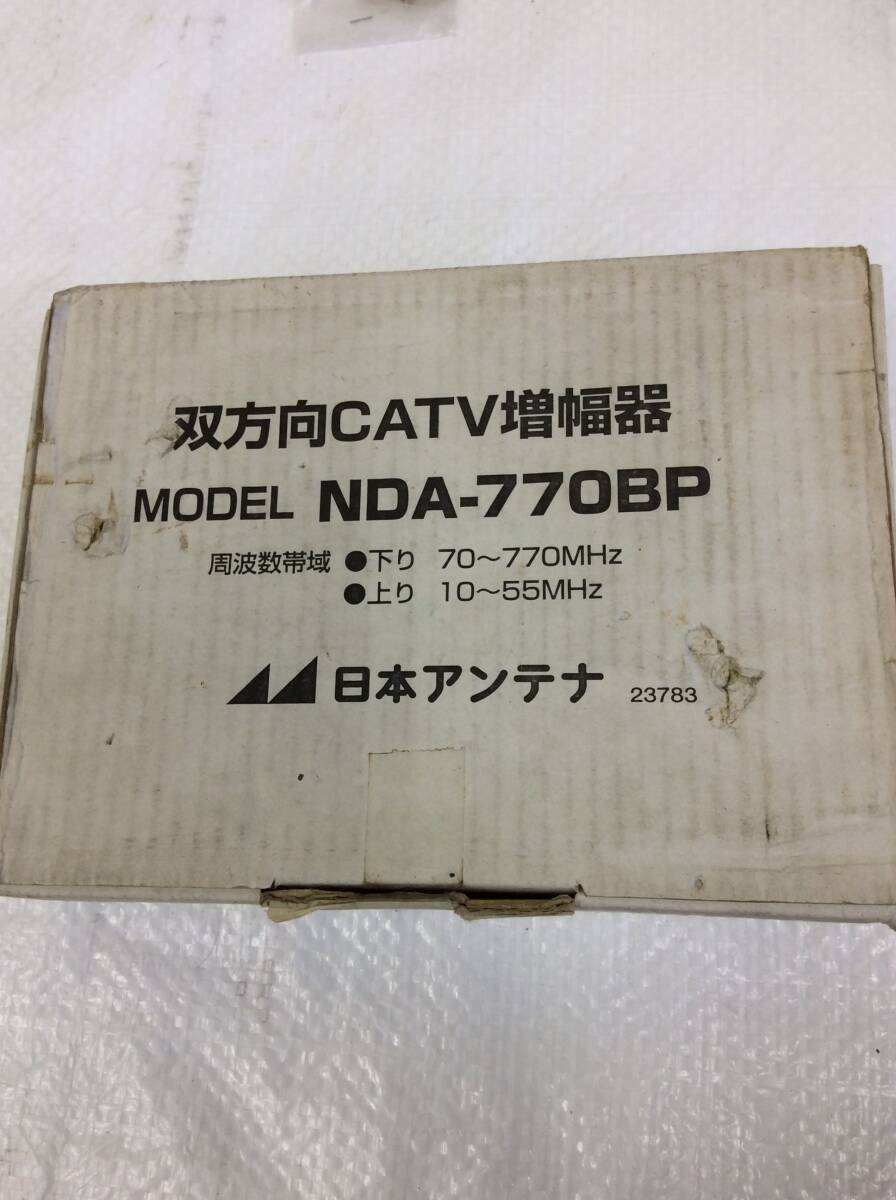 双方向CATV増幅器
MODEL NDA-770BP
周波数帯域 ●下り 70～770MHz
●上り 10～55MHz
日本アンテナ 23783